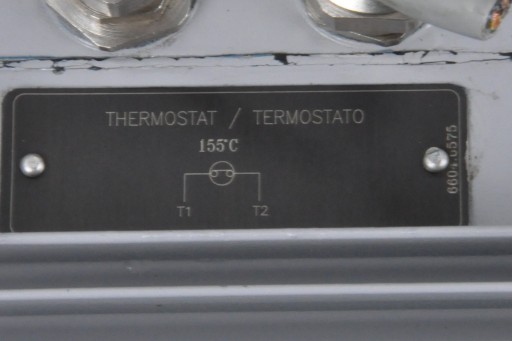 THERMOSTAT / TERMOSTATO
155°C
T1 T2